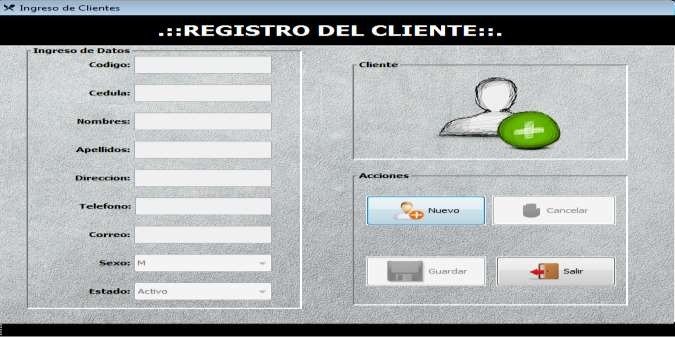 Ingreso de Clientes
.::REGISTRO DEL CLIENTE::.
Ingreso de Datos
Codigo:
Cedula:
Nombres:
Apellidos:
Direccion:
Telefono:
Correo:
Sexo: M
Estado: Activo
Cliente
Acciones
Nuevo
Cancelar
Guardar
Salir